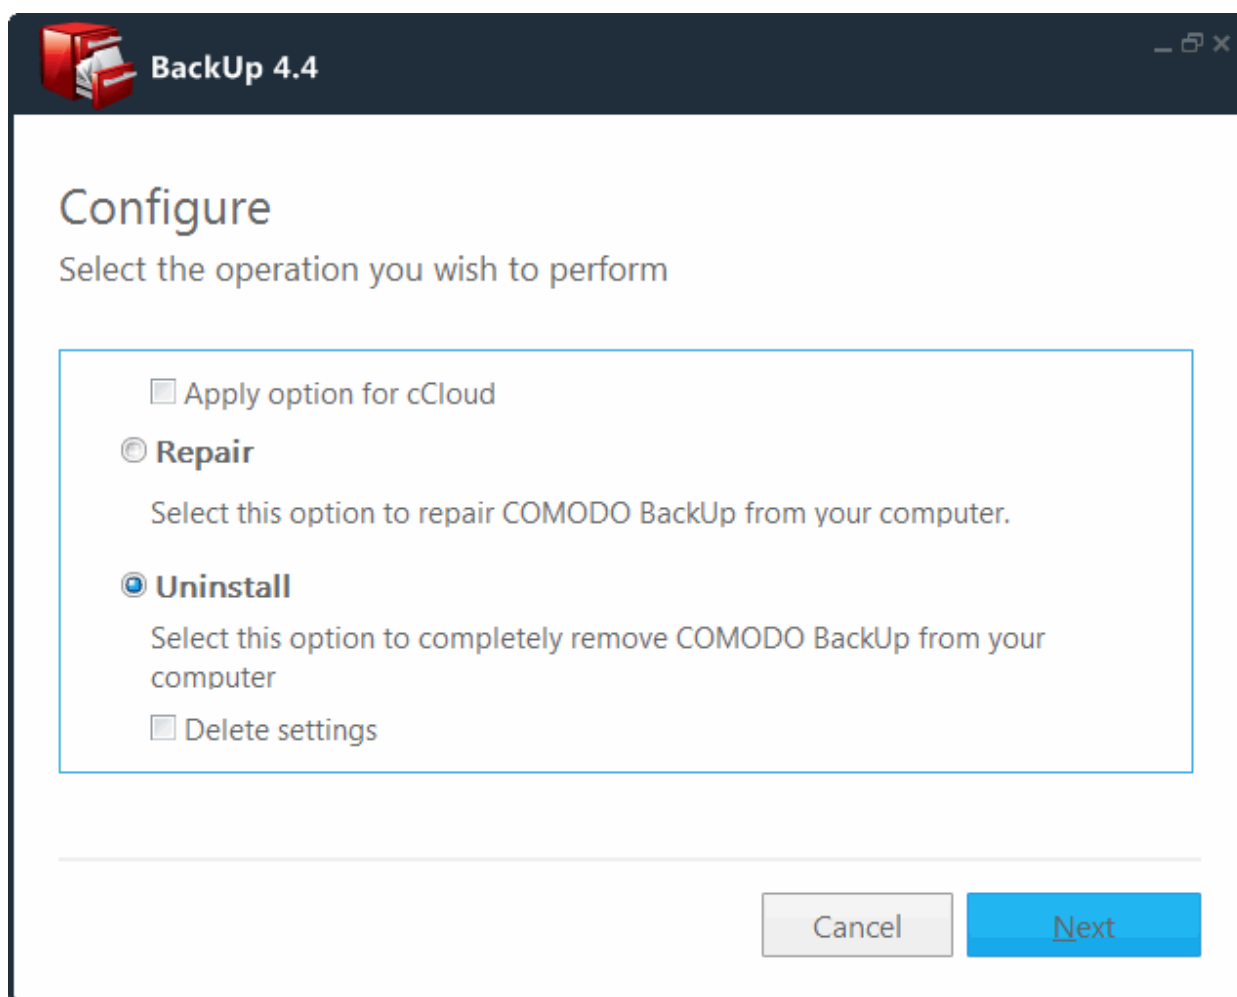 BackUp 4.4
Configure
Select the operation you wish to perform
Apply option for cCloud
Repair
Select this option to repair COMODO BackUp from your computer.
Uninstall
Select this option to completely remove COMODO BackUp from your
computer
Delete settings
Cancel
Next